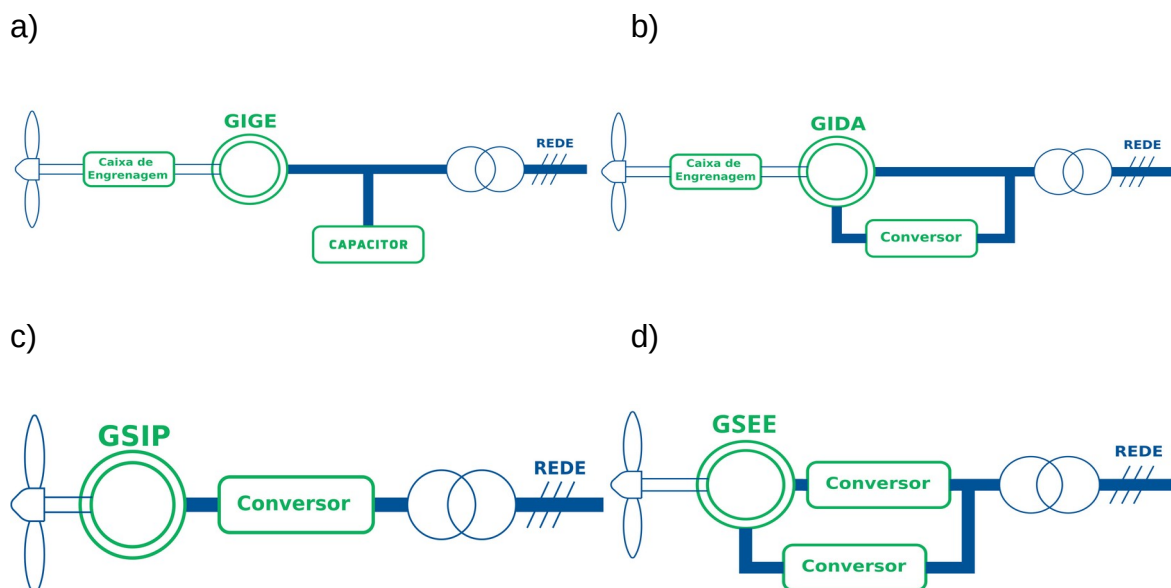 a)
GIGE
Caixa de
Engrenagem
REDE
CAPACITOR
b)
GIDA
Caixa de
Engrenagem
REDE
Conversor
c)
GSIP
Conversor
REDE
d)
GSEE
Conversor
REDE
Conversor